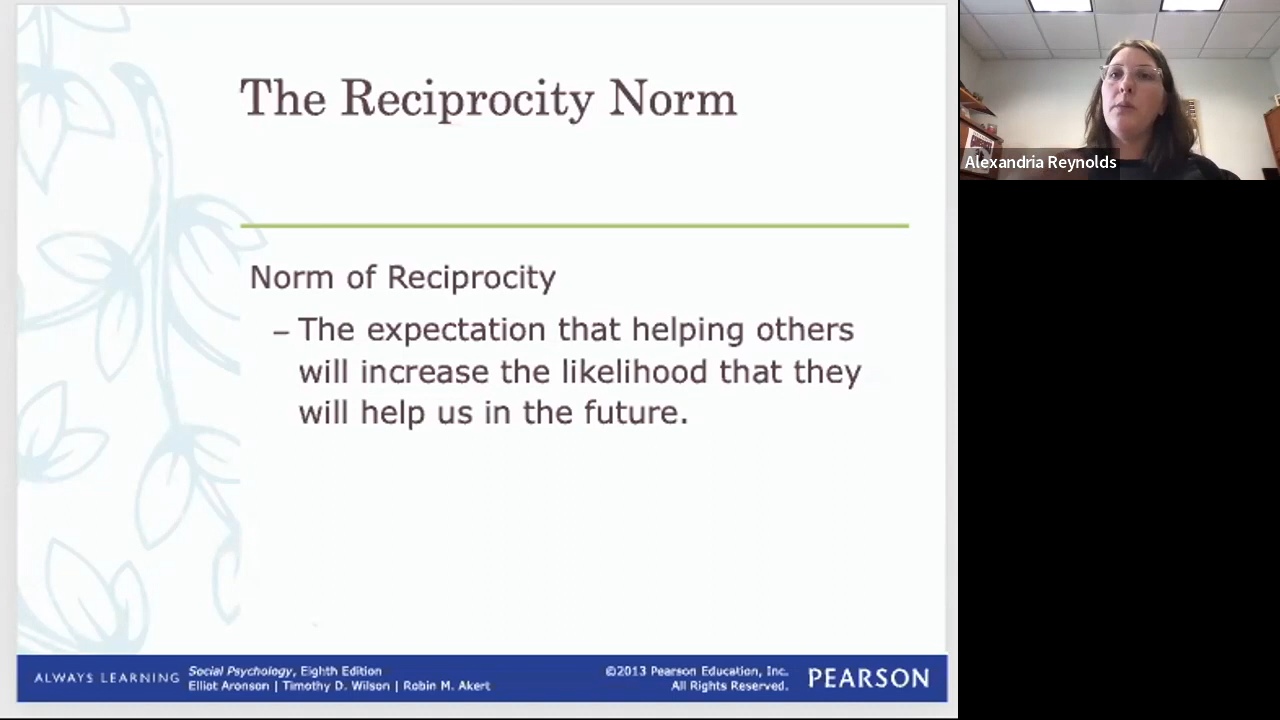 The Reciprocity Norm
Alexandria Reynolds
Norm of Reciprocity
– The expectation that helping others
will increase the likelihood that they
will help us in the future.
ALWAYS LEARNING
Social Psychology, Eighth Edition
Elliot Aronson | Timothy D. Wilson | Robin M. Akert
©2013 Pearson Education, Inc.
All Rights Reserved.
PEARSON